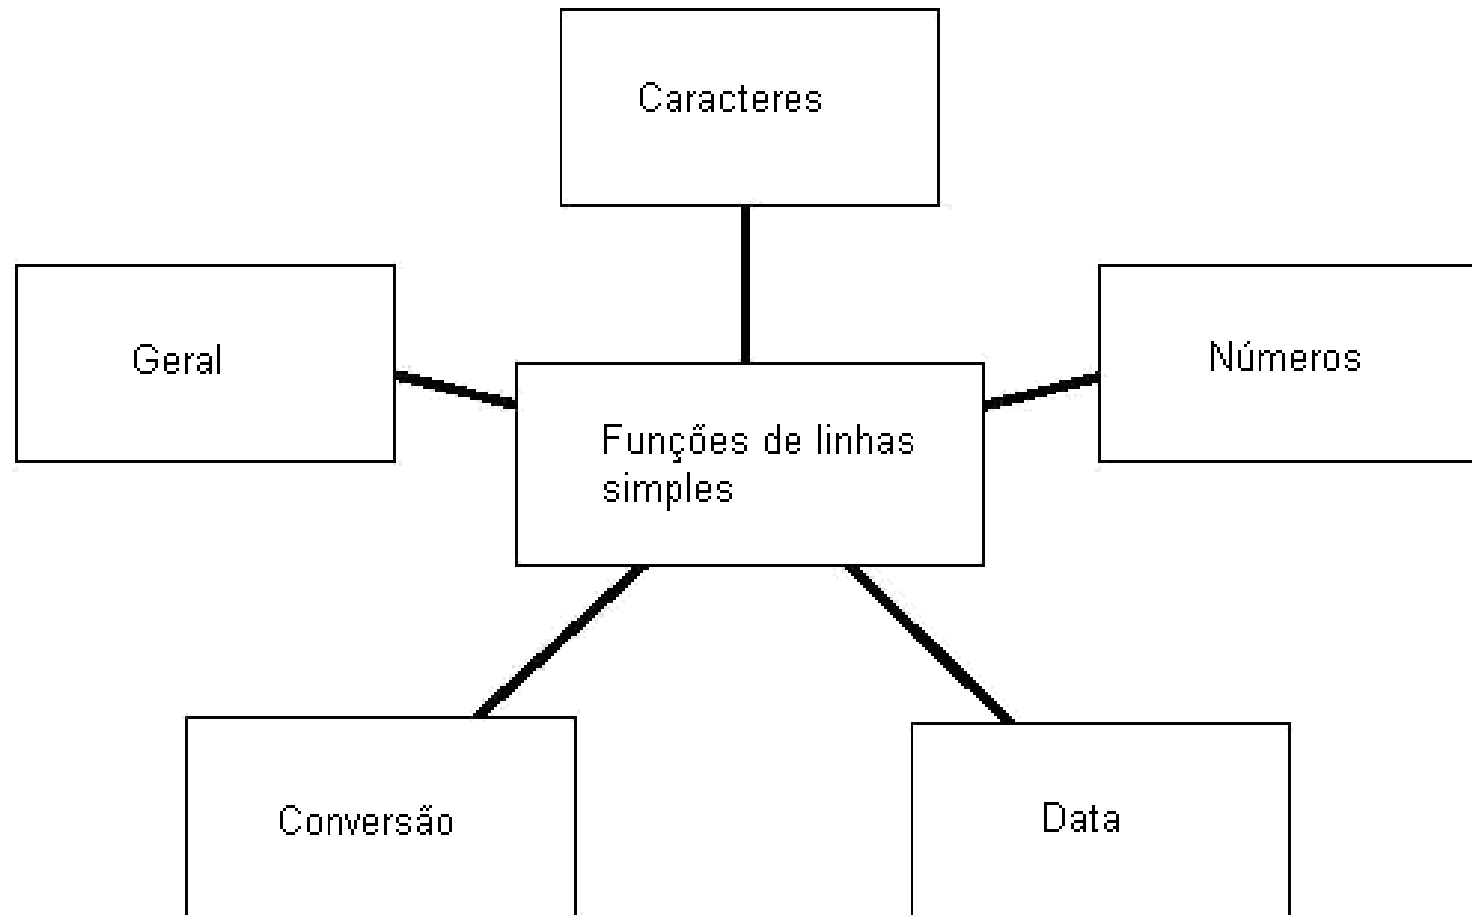 Caracteres
Geral
Números
Funções de linhas
simples
Conversão
Data